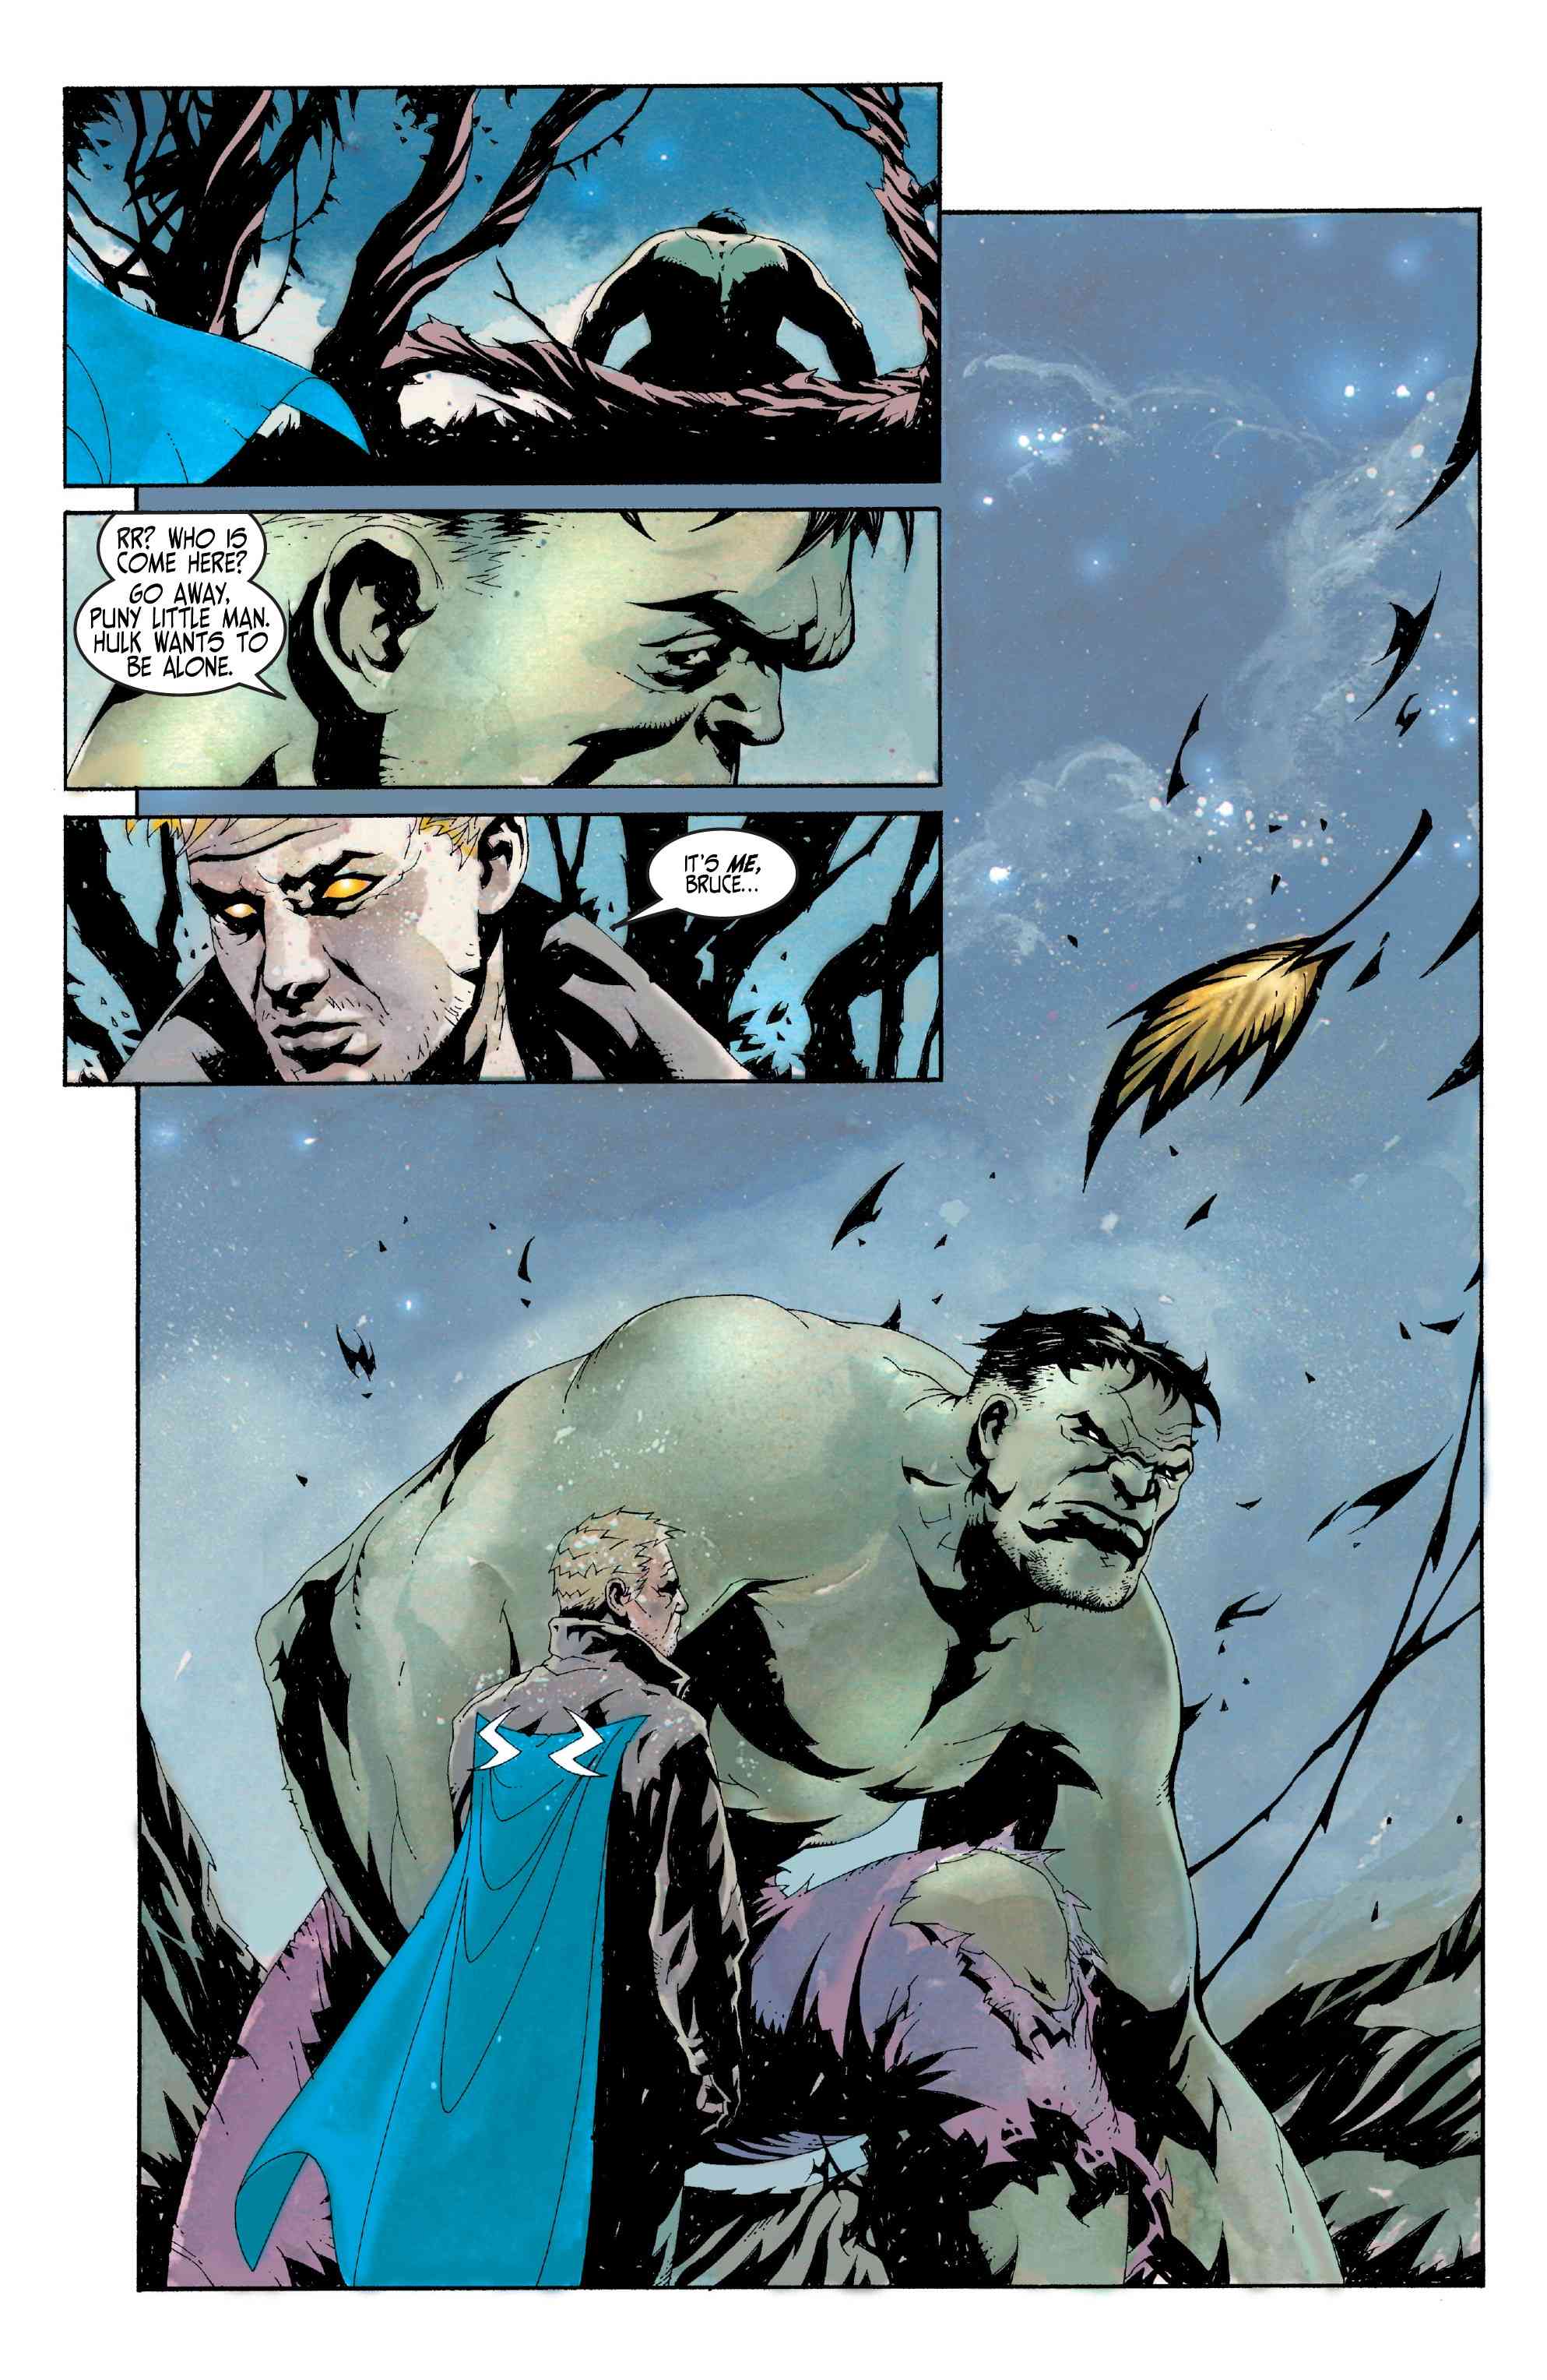 RR? WHO IS
COME HERE?
GO AWAY,
PUNY LITTLE MAN.
HULK WANTS TO
BE ALONE.
IT'S ME,
BRUCE...